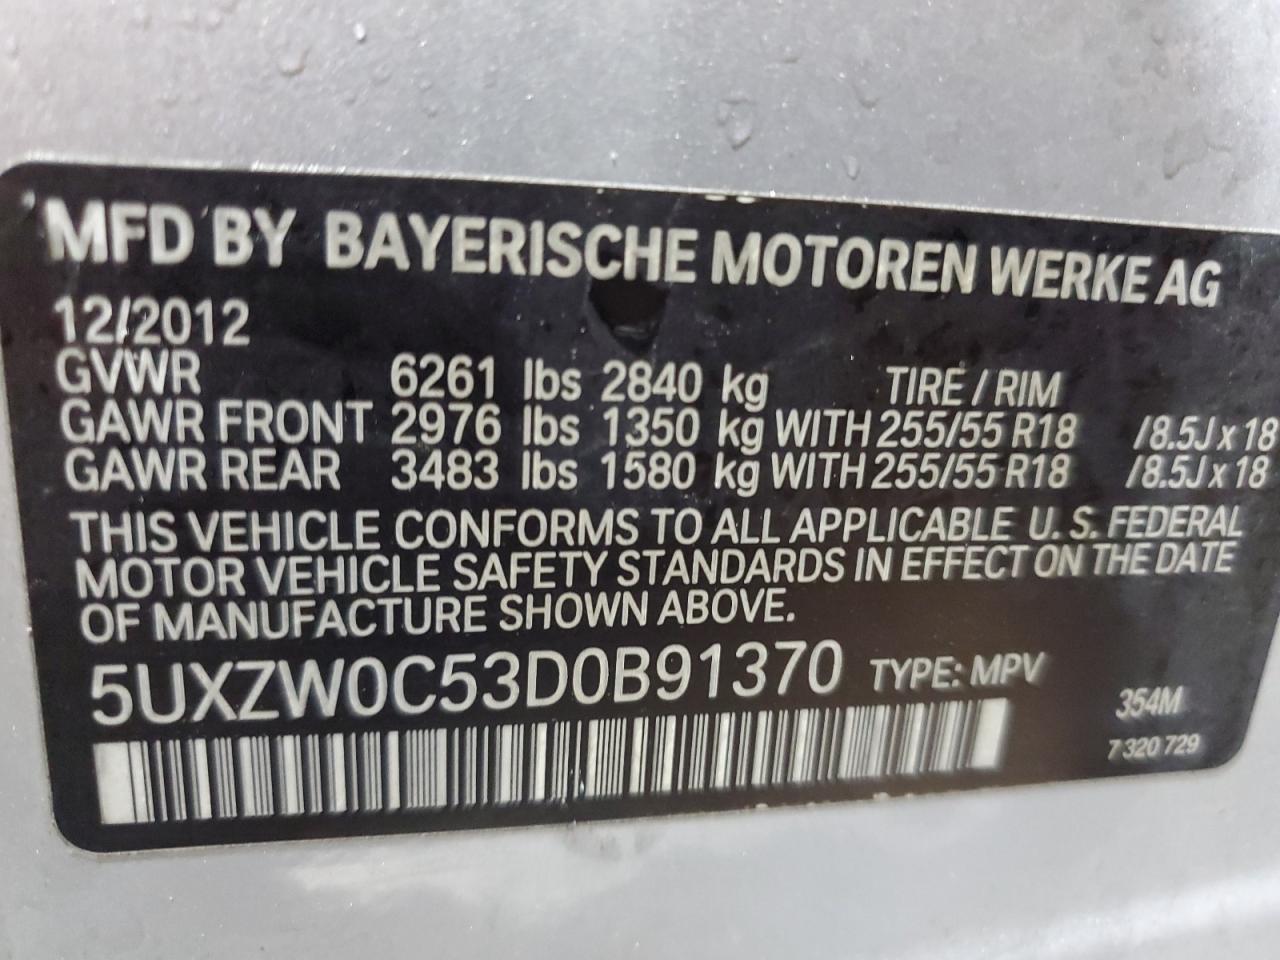 MFD BY BAYERISCHE MOTOREN WERKE AG
12/2012
GVWR 6261 lbs 2840 kg TIRE / RIM
GAWR FRONT 2976 lbs 1350 kg WITH 255/55 R18 /8.5J x 18
GAWR REAR 3483 lbs 1580 kg WITH 255/55 R18 /8.5J x 18
THIS VEHICLE CONFORMS TO ALL APPLICABLE U. S. FEDERAL
MOTOR VEHICLE SAFETY STANDARDS IN EFFECT ON THE DATE
OF MANUFACTURE SHOWN ABOVE.
5UXZW0C53D0B91370 TYPE: MPV
354M
7 320 729